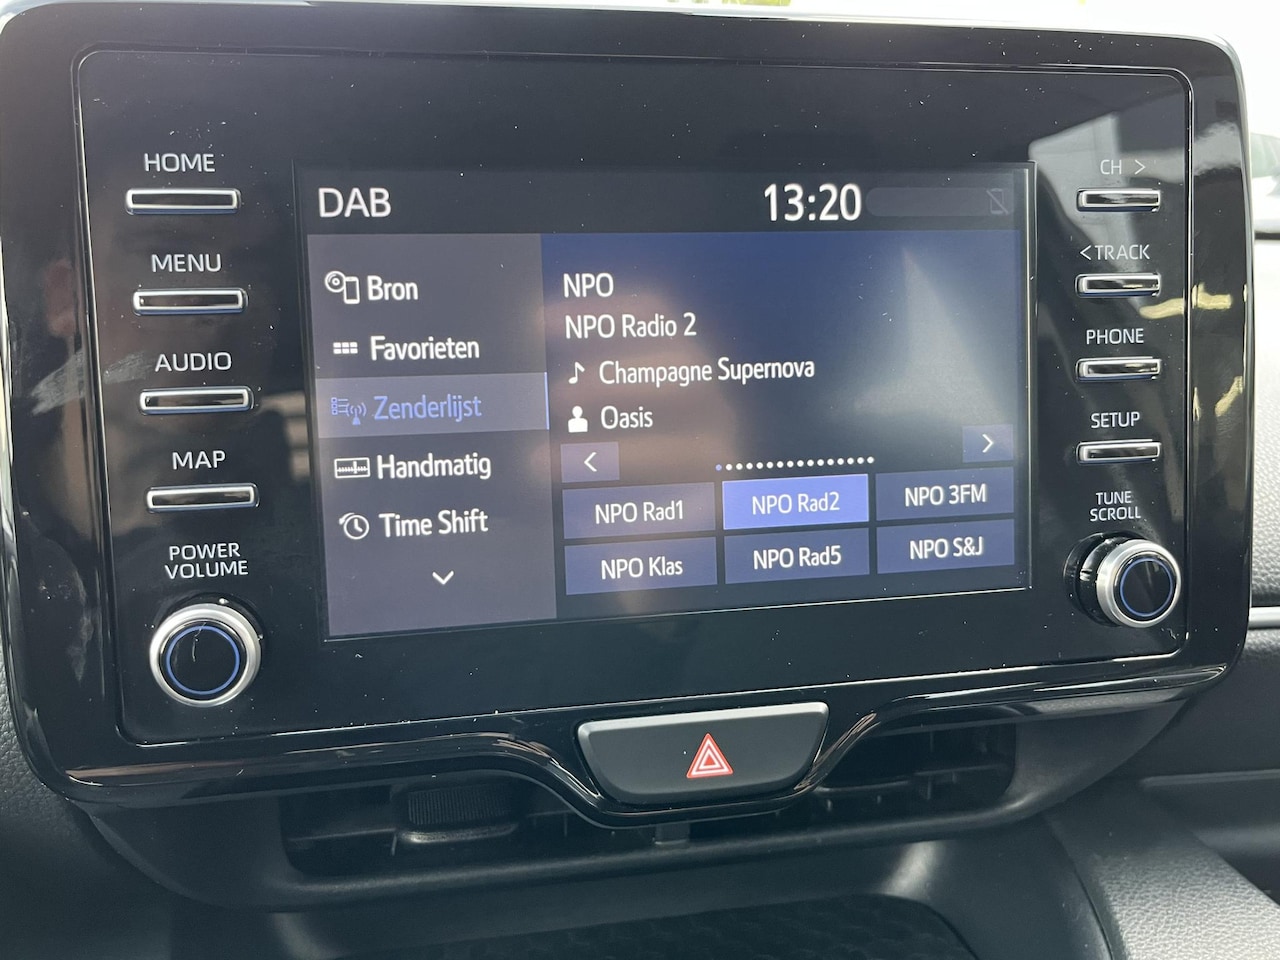 HOME
MENU
AUDIO
MAP
POWER
VOLUME
DAB
13:20
Bron
Favorieten
Zenderlijst
Handmatig
Time Shift
NPO
NPO Radio 2
Champagne Supernova
Oasis
<
>
NPO Rad1
NPO Rad2
NPO 3FM
NPO Klas
NPO Rad5
NPO S&J
CH >
<TRACK
PHONE
SETUP
TUNE
SCROLL